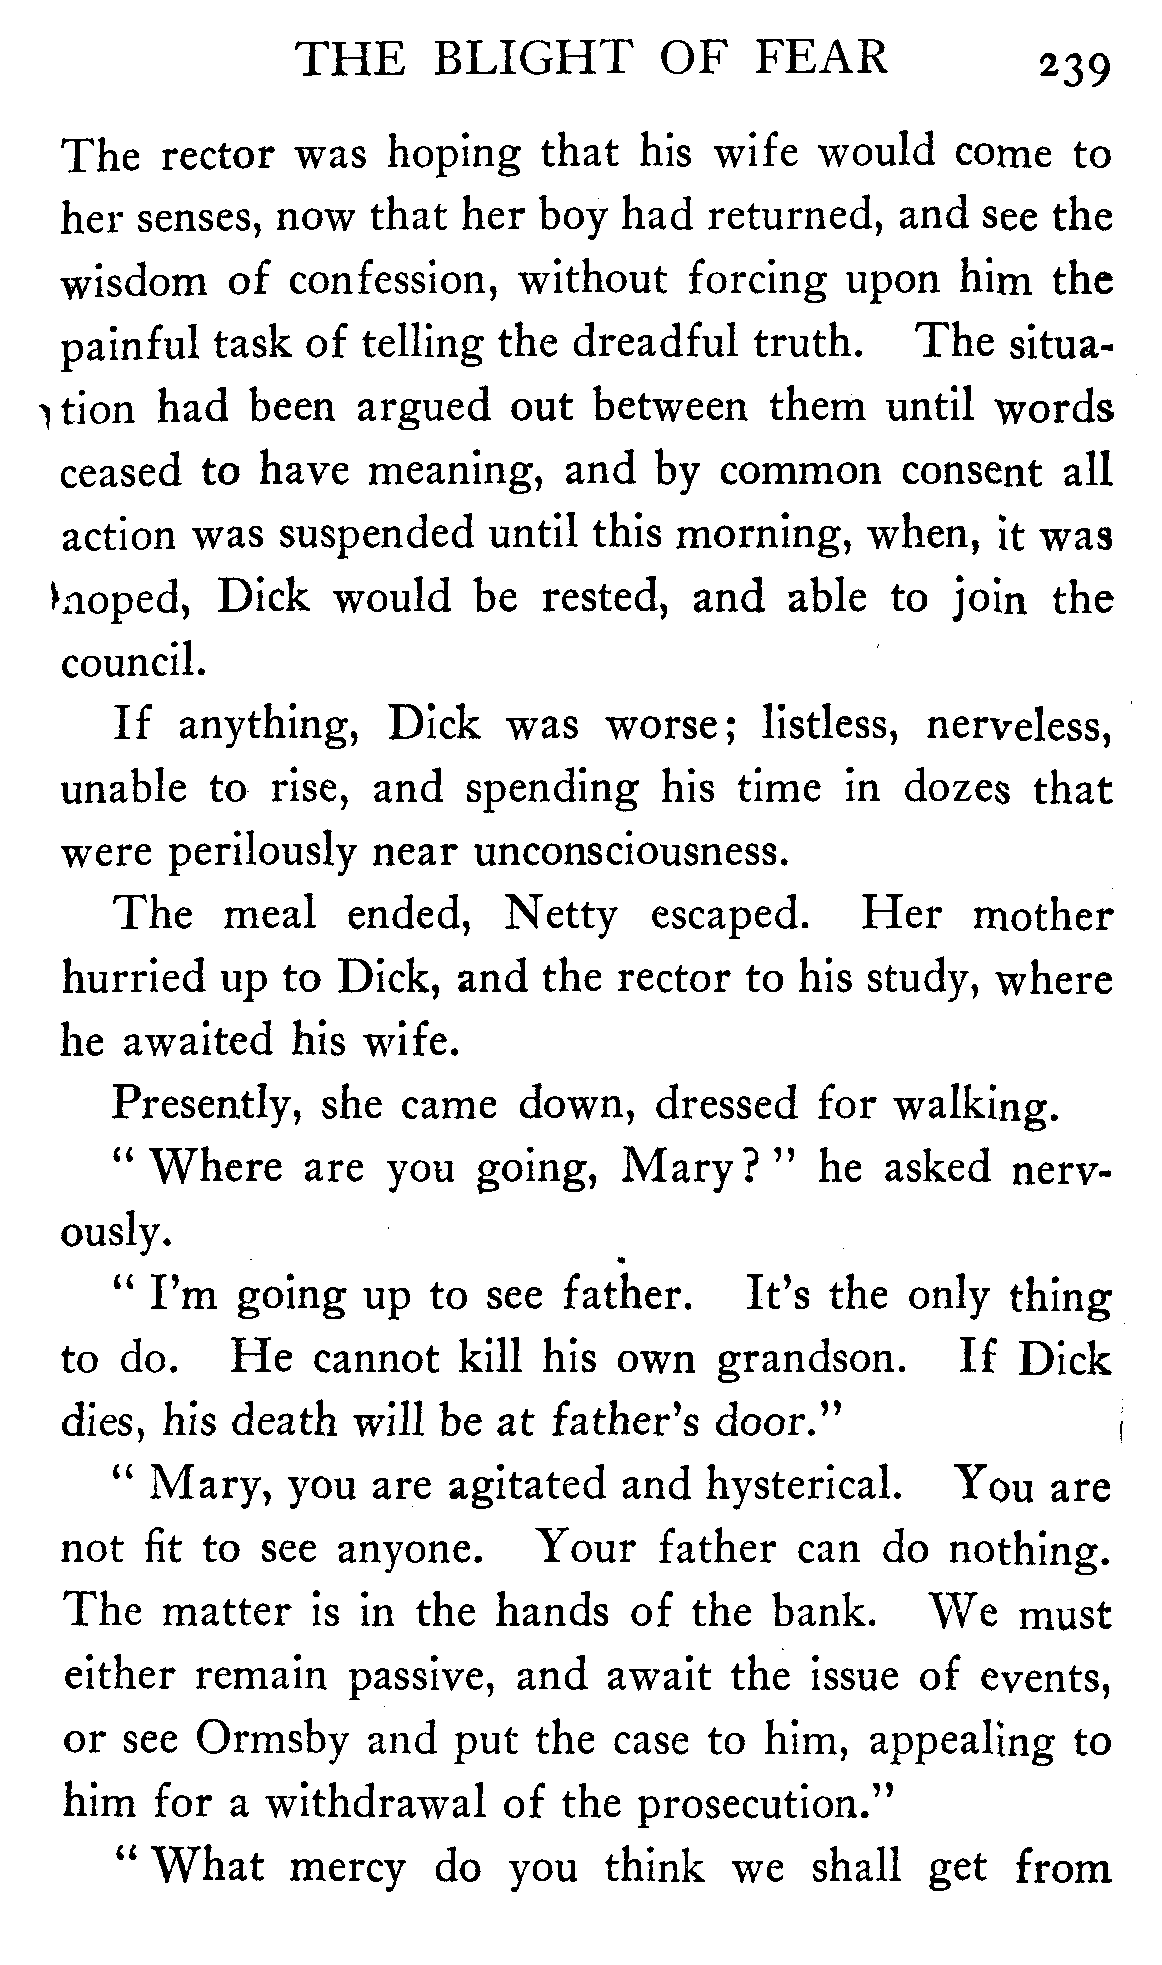 THE BLIGHT OF FEAR 239
The rector was hoping that his wife would come to
her senses, now that her boy had returned, and see the
wisdom of confession, without forcing upon him the
painful task of telling the dreadful truth. The situa-
tion had been argued out between them until words
ceased to have meaning, and by common consent all
action was suspended until this morning, when, it was
hoped, Dick would be rested, and able to join the
council.
If anything, Dick was worse; listless, nerveless,
unable to rise, and spending his time in dozes that
were perilously near unconsciousness.
The meal ended, Netty escaped. Her mother
hurried up to Dick, and the rector to his study, where
he awaited his wife.
Presently, she came down, dressed for walking.
“ Where are you going, Mary? ” he asked nerv-
ously.
“ I’m going up to see father. It’s the only thing
to do. He cannot kill his own grandson. If Dick
dies, his death will be at father’s door.”
“ Mary, you are agitated and hysterical. You are
not fit to see anyone. Your father can do nothing.
The matter is in the hands of the bank. We must
either remain passive, and await the issue of events,
or see Ormsby and put the case to him, appealing to
him for a withdrawal of the prosecution.”
“ What mercy do you think we shall get from